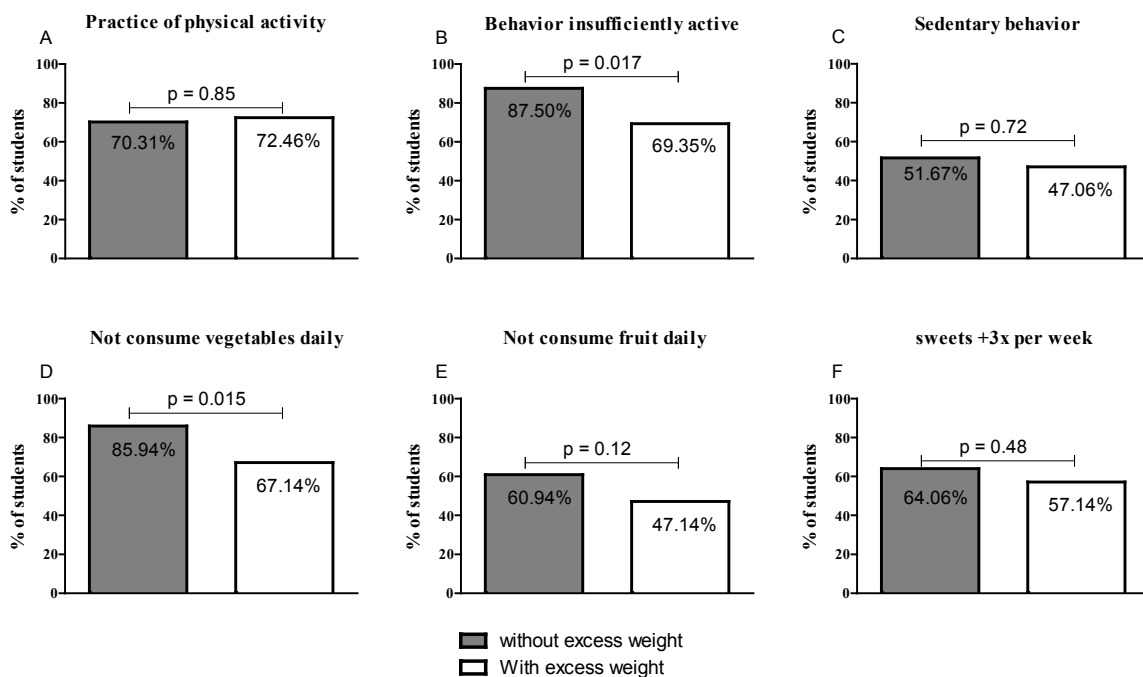 Practice of physical activity
A
% of students
100
80
60
40
20
0
p = 0.85
70.31%
72.46%
Behavior insufficiently active
B
% of students
100
80
60
40
20
0
p = 0.017
87.50%
69.35%
Sedentary behavior
C
% of students
100
80
60
40
20
0
p = 0.72
51.67%
47.06%
Not consume vegetables daily
D
% of students
100
80
60
40
20
0
p = 0.015
85.94%
67.14%
Not consume fruit daily
E
% of students
100
80
60
40
20
0
p = 0.12
60.94%
47.14%
sweets +3x per week
F
% of students
100
80
60
40
20
0
p = 0.48
64.06%
57.14%
without excess weight
With excess weight